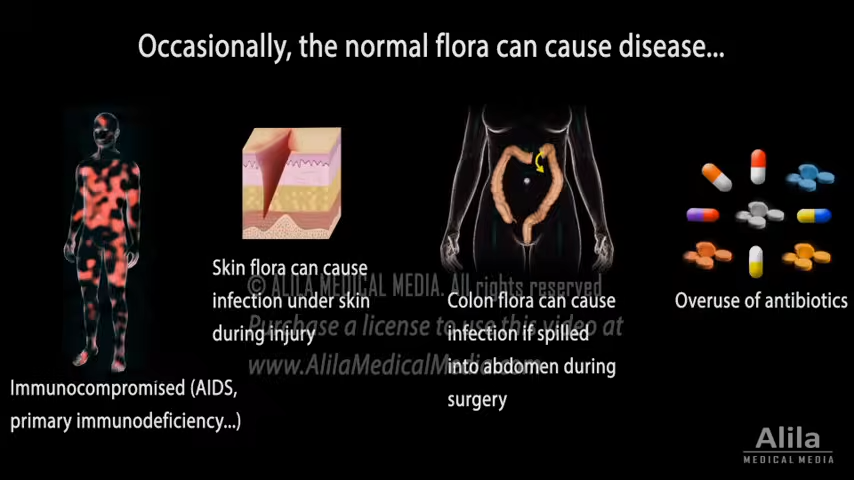 Occasionally, the normal flora can cause disease...
Immunocompromised (AIDS,
primary immunodeficiency...)
Skin flora can cause
infection under skin
during injury
Colon flora can cause
infection if spilled
into abdomen during
surgery
Overuse of antibiotics
© ALILA MEDICAL MEDIA. All rights reserved
Purchase a license to use this video at
www.AlilaMedicalMedia.com
Alila
MEDICAL MEDIA